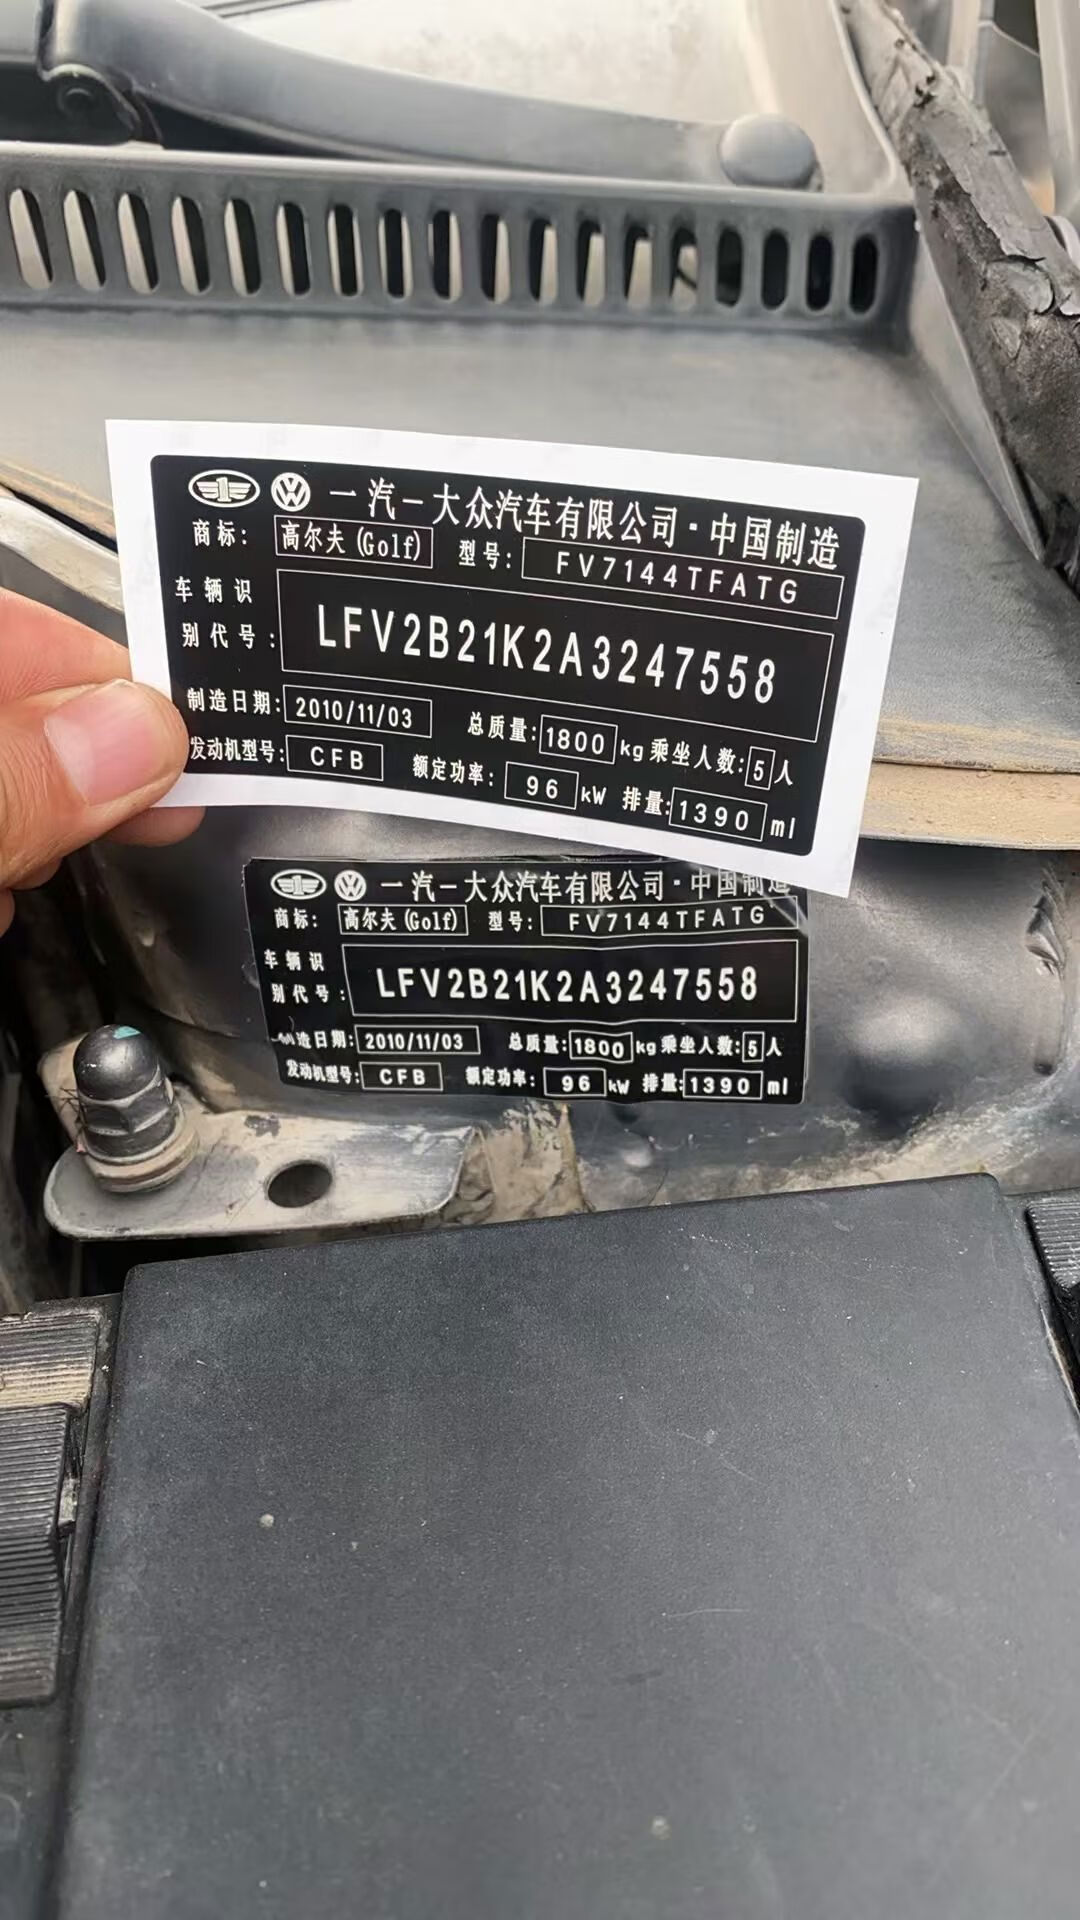 一汽-大众汽车有限公司·中国制造
商标: 高尔夫(Golf) 型号: FV7144TFATG
车辆识
别代号: LFV2B21K2A3247558
制造日期: 2010/11/03 总质量: 1800 kg 乘坐人数: 5 人
发动机型号: CFB 额定功率: 96 kW 排量: 1390 ml
一汽-大众汽车有限公司·中国制造
商标: 高尔夫(Golf) 型号: FV7144TFATG
车辆识
别代号: LFV2B21K2A3247558
制造日期: 2010/11/03 总质量: 1800 kg 乘坐人数: 5 人
发动机型号: CFB 额定功率: 96 kW 排量: 1390 ml